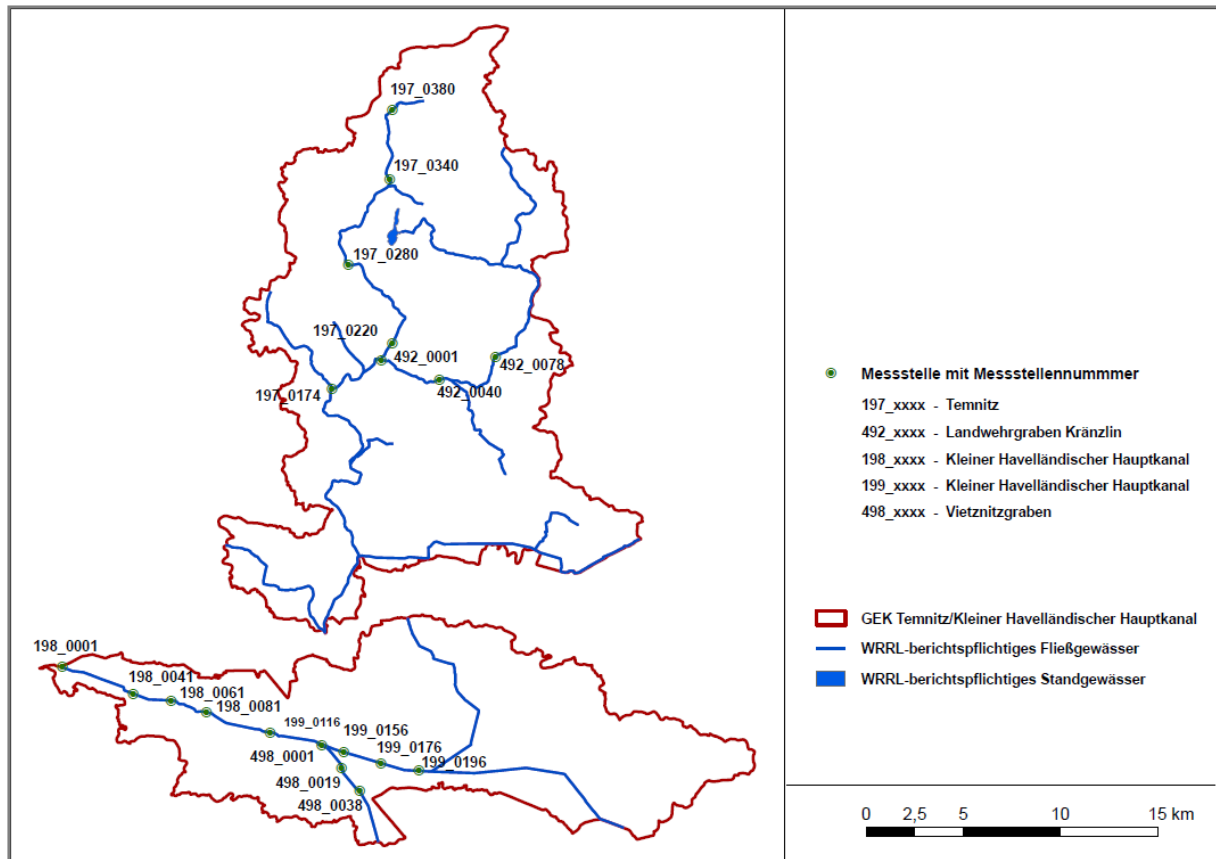 197_0380
197_0340
197_0280
197_0220
492_0001
492_0078
197_0174
492_0040
198_0001
198_0041
198_0061
198_0081
199_0116
199_0156
498_0001
199_0176
199_0196
498_0019
498_0038
Messstelle mit Messstellennummmer
197_xxxx - Temnitz
492_xxxx - Landwehrgraben Kränzlin
198_xxxx - Kleiner Havelländischer Hauptkanal
199_xxxx - Kleiner Havelländischer Hauptkanal
498_xxxx - Vietznitzgraben
GEK Temnitz/Kleiner Havelländischer Hauptkanal
WRRL-berichtspflichtiges Fließgewässer
WRRL-berichtspflichtiges Standgewässer
0 2,5 5 10 15 km